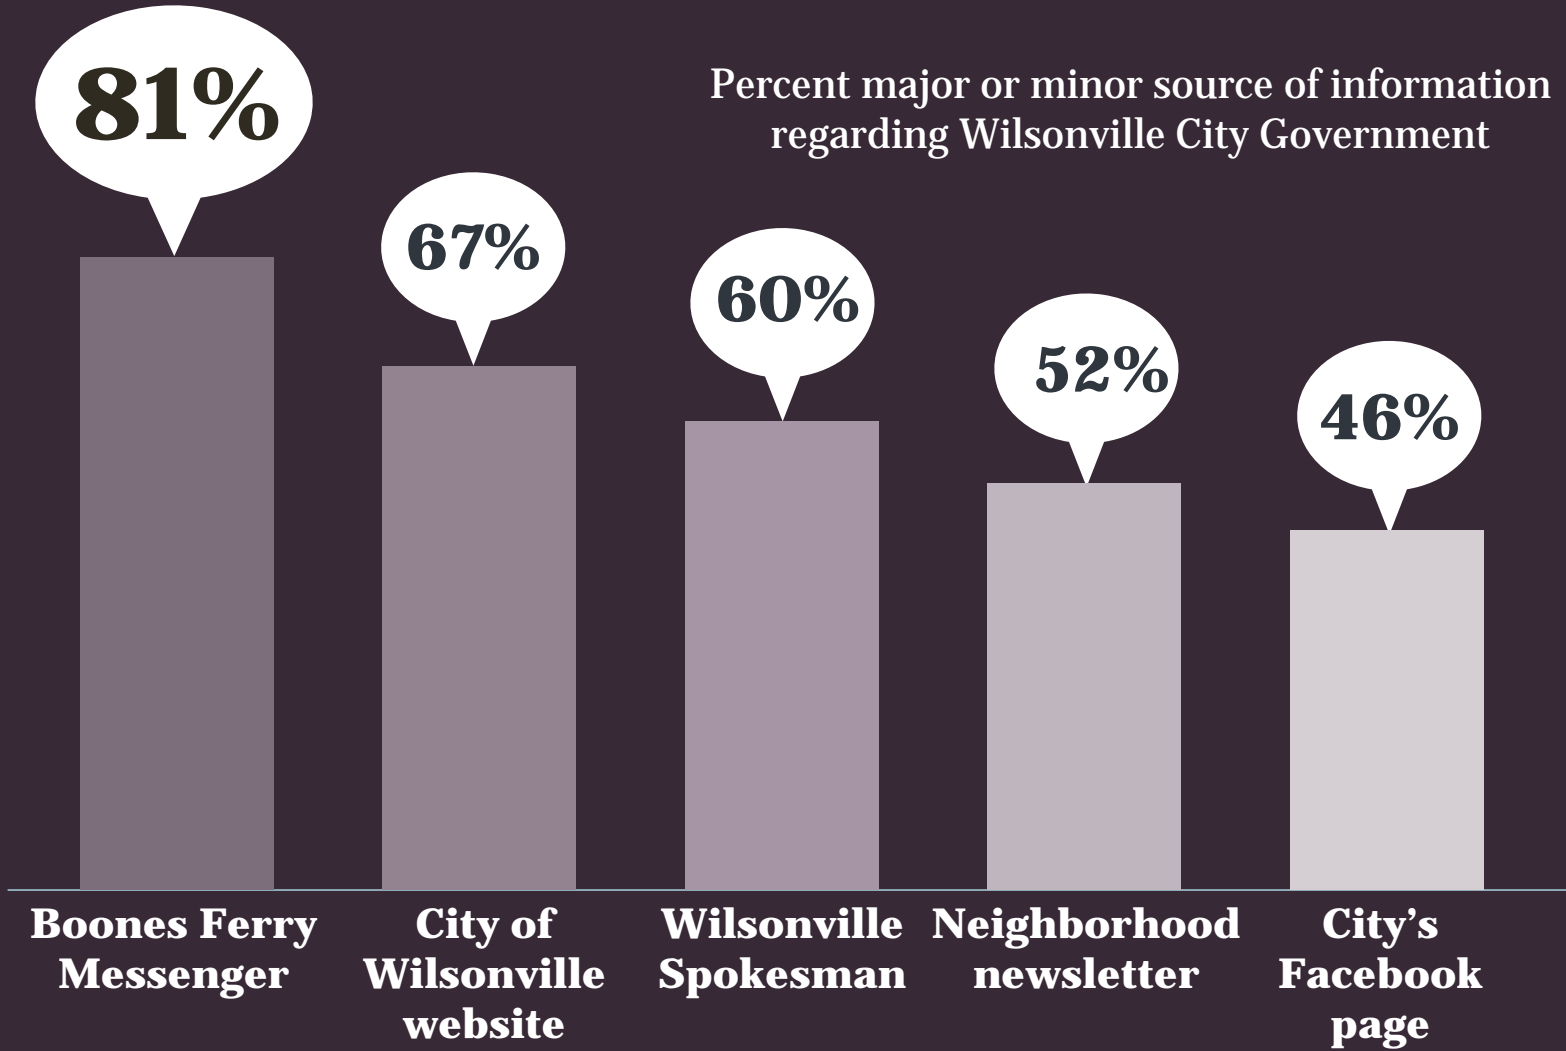 Percent major or minor source of information
regarding Wilsonville City Government
81%
67%
60%
52%
46%
Boones Ferry
Messenger
City of
Wilsonville
website
Wilsonville
Spokesman
Neighborhood
newsletter
City’s
Facebook
page